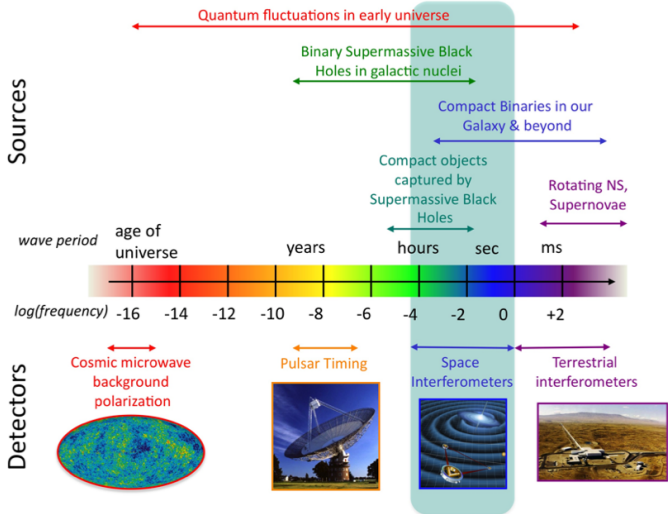 Quantum fluctuations in early universe
Binary Supermassive Black
Holes in galactic nuclei
Compact Binaries in our
Galaxy & beyond
Compact objects
captured by
Supermassive Black
Holes
Rotating NS,
Supernovae
Sources
wave period
age of
universe
years
hours
sec
ms
log(frequency)
-16 -14 -12 -10 -8 -6 -4 -2 0 +2
Detectors
Cosmic microwave
background
polarization
Pulsar Timing
Space
Interferometers
Terrestrial
interferometers